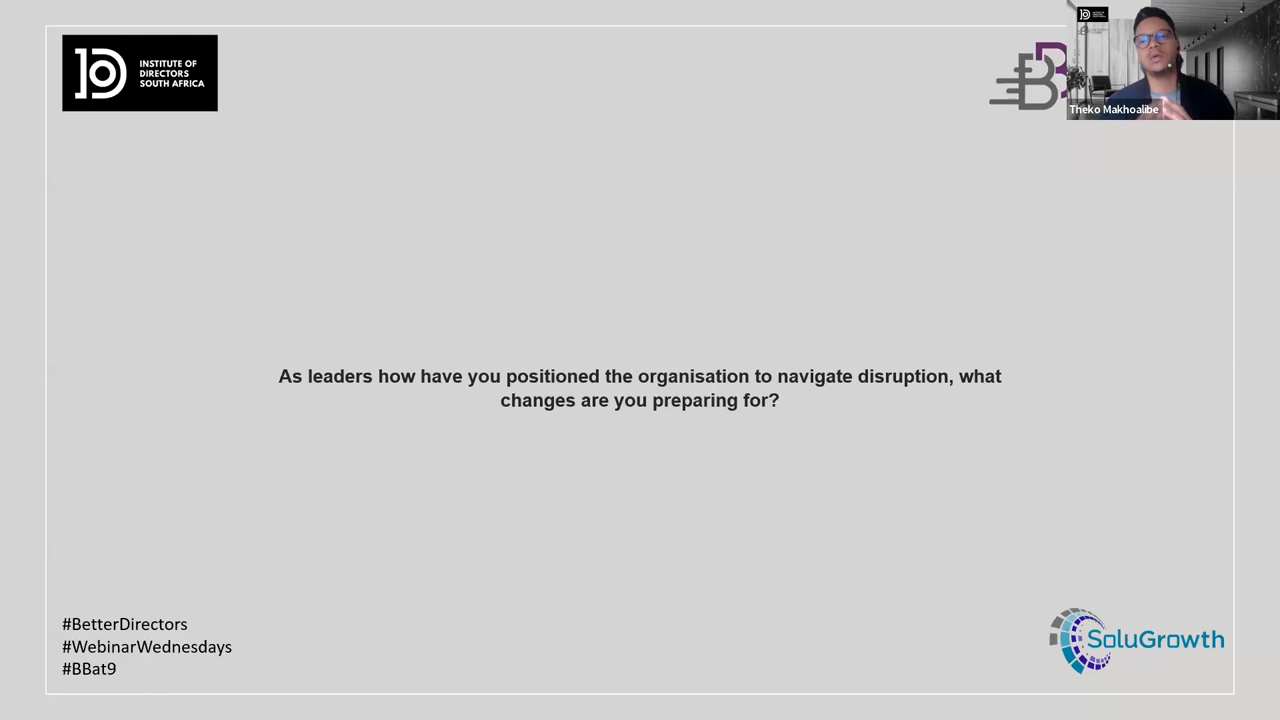 INSTITUTE OF
DIRECTORS
SOUTH AFRICA
Theko Makhoalibe
As leaders how have you positioned the organisation to navigate disruption, what
changes are you preparing for?
#BetterDirectors
#WebinarWednesdays
#BBat9
SoluGrowth